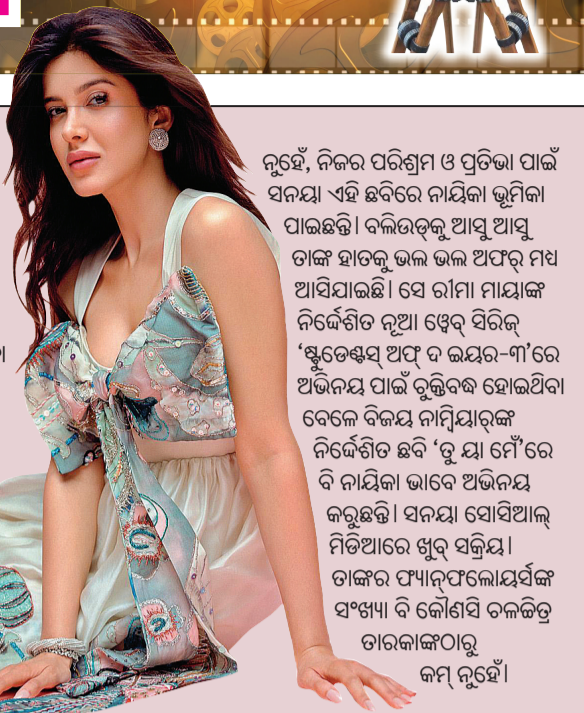 ନୁହେଁ, ନିଜର ପରିଶ୍ରମ ଓ ପ୍ରତିଭା ପାଇଁ
ସନୟା ଏହି ଛବିରେ ନାୟିକା ଭୂମିକା
ପାଇଛନ୍ତି। ବଲିଉଡ୍‌କୁ ଆସୁ ଆସୁ
ତାଙ୍କ ହାତକୁ ଭଲ ଭଲ ଅଫର୍ ମଧ୍ୟ
ଆସିଯାଇଛି। ସେ ରୀମା ମାୟାଙ୍କ
ନିର୍ଦ୍ଦେଶିତ ନୂଆ ୱେବ୍ ସିରିଜ୍
‘ଷ୍ଟୁଡେଣ୍ଟସ୍ ଅଫ୍ ଦ ଇୟର-୩’ରେ
ଅଭିନୟ ପାଇଁ ଚୁକ୍ତିବଦ୍ଧ ହୋଇଥିବା
ବେଳେ ବିଜୟ ନାମ୍ବିୟାର୍‌ଙ୍କ
ନିର୍ଦ୍ଦେଶିତ ଛବି ‘ତୁ ୟା ମେଁ’ରେ
ବି ନାୟିକା ଭାବେ ଅଭିନୟ
କରୁଛନ୍ତି। ସନୟା ସୋସିଆଲ୍
ମିଡିଆରେ ଖୁବ୍ ସକ୍ରିୟ।
ତାଙ୍କର ଫ୍ୟାନ୍‌ଫଲୋୟର୍ସଙ୍କ
ସଂଖ୍ୟା ବି କୌଣସି ଚଳଚ୍ଚିତ୍ର
ତାରକାଙ୍କଠାରୁ
କମ୍ ନୁହେଁ।